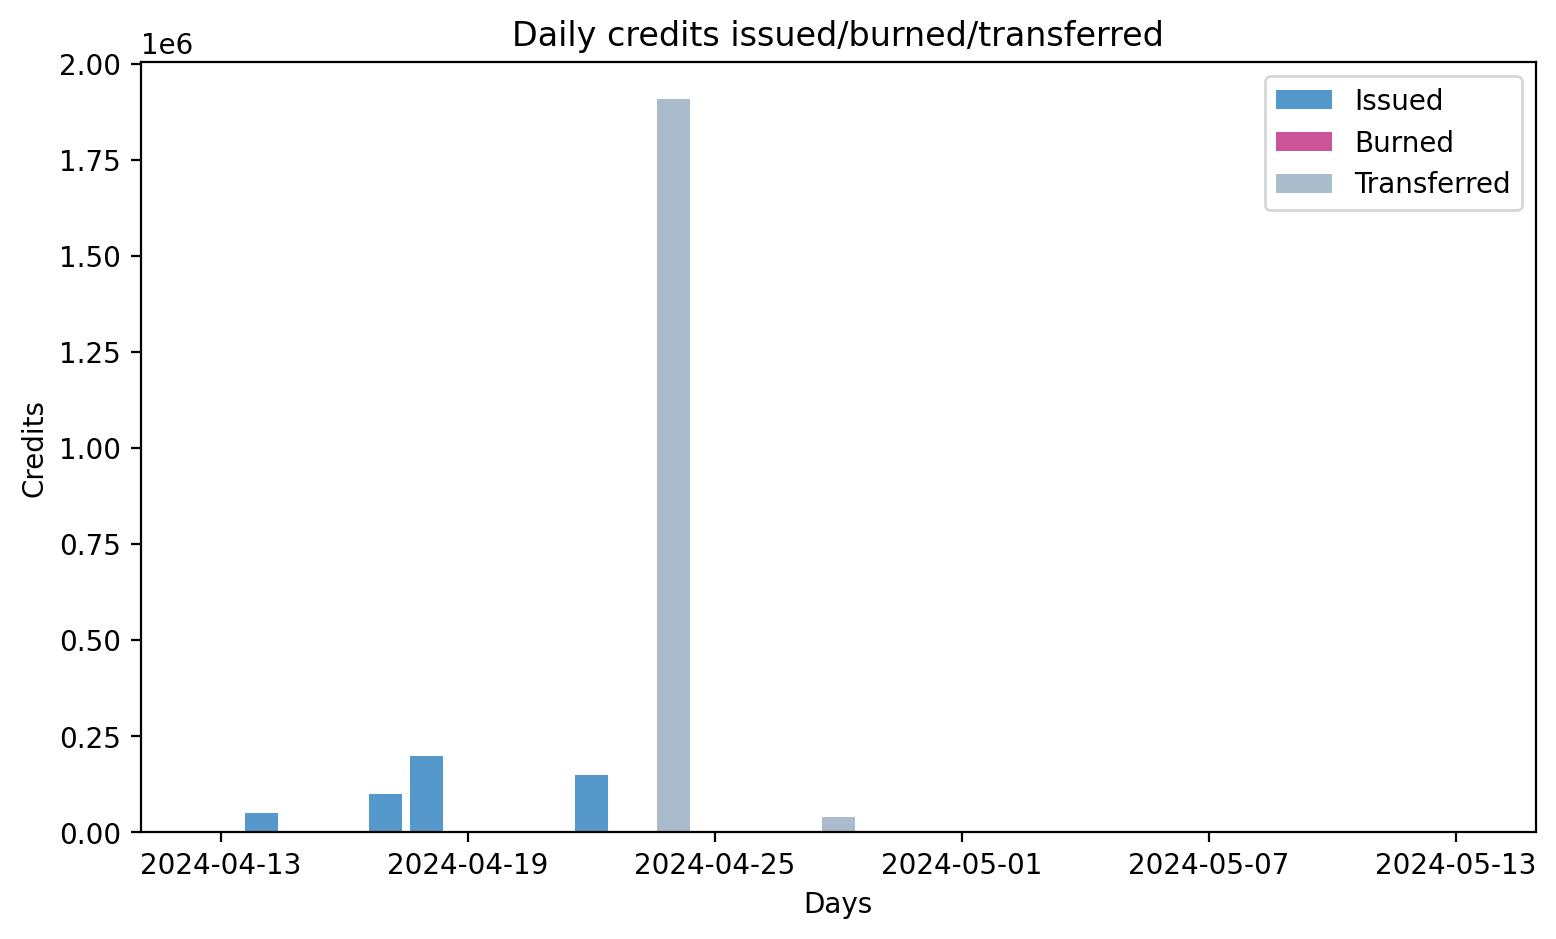 Daily credits issued/burned/transferred
1e6
2.00
1.75
1.50
1.25
1.00
0.75
0.50
0.25
0.00
Credits
Issued
Burned
Transferred
2024-04-13 2024-04-19 2024-04-25 2024-05-01 2024-05-07 2024-05-13
Days